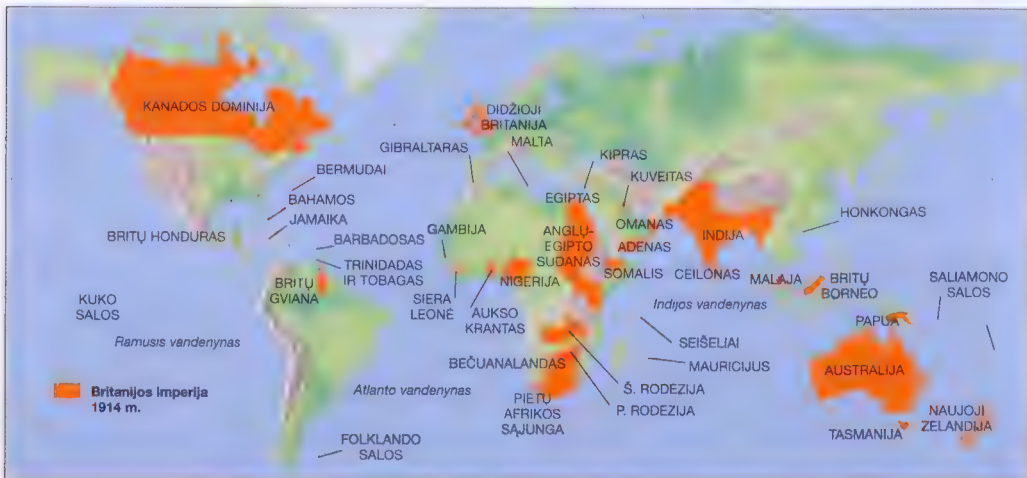 KANADOS DOMINIJA
DIDŽIOJI
BRITANIJA
MALTA
GIBRALTARAS
KIPRAS
BERMUDAI
KUVEITAS
BAHAMOS
EGIPTAS
JAMAIKA
OMANAS
HONKONGAS
BRITŲ HONDURAS
BARBADOSAS
GAMBIJA
ANGLŲ-
EGIPTO
SUDANAS
ADENAS
INDIJA
TRINIDADAS
IR TOBAGAS
NIGERIJA
SOMALIS
CEILONAS
MALAJA
BRITŲ
BORNEO
SALIAMONO
SALOS
BRITŲ
GVIANA
SIERA
LEONĖ
AUKSO
KRANTAS
Indijos vandenynas
KUKO
SALOS
PAPUA
Ramusis vandenynas
SEIŠELIAI
BEČUANALANDAS
MAURICIJUS
AUSTRALIJA
Britanijos Imperija
1914 m.
Atlanto vandenynas
Š. RODEZIJA
P. RODEZIJA
PIETŲ
AFRIKOS
SĄJUNGA
NAUJOJI
ZELANDIJA
TASMANIJA
FOLKLANDO
SALOS